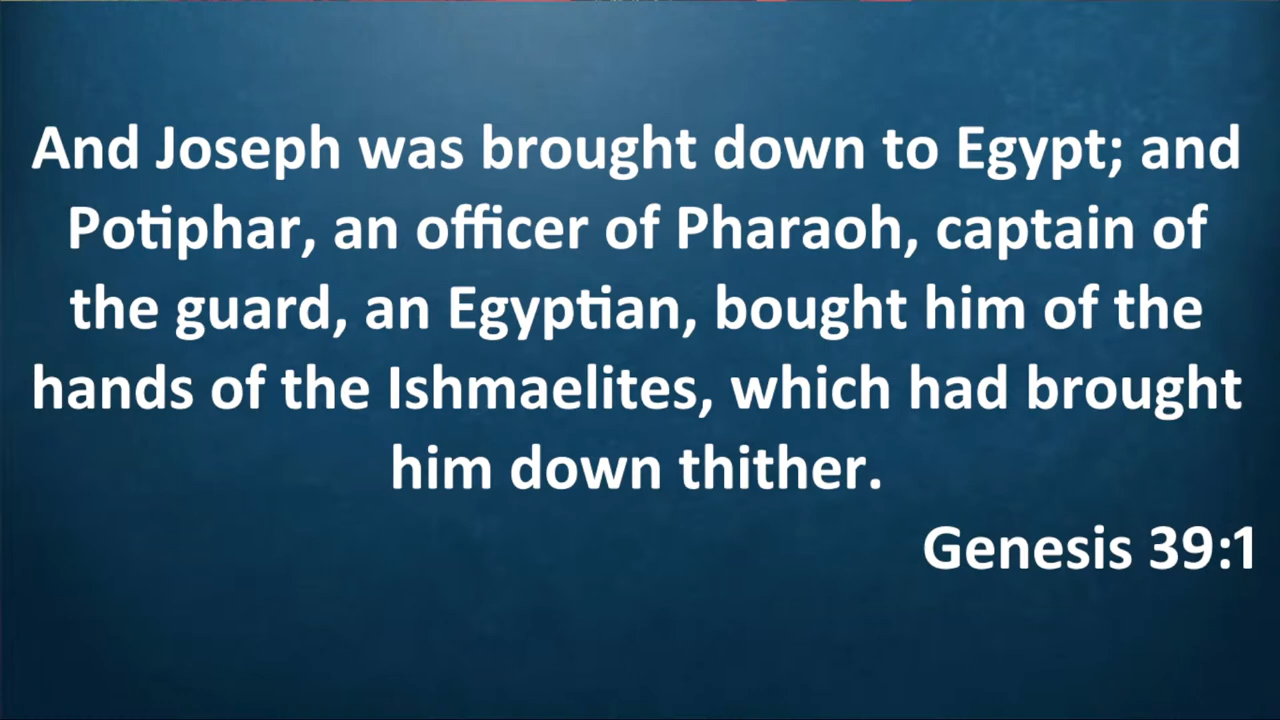 And Joseph was brought down to Egypt; and
Potiphar, an officer of Pharaoh, captain of
the guard, an Egyptian, bought him of the
hands of the Ishmaelites, which had brought
him down thither.
Genesis 39:1